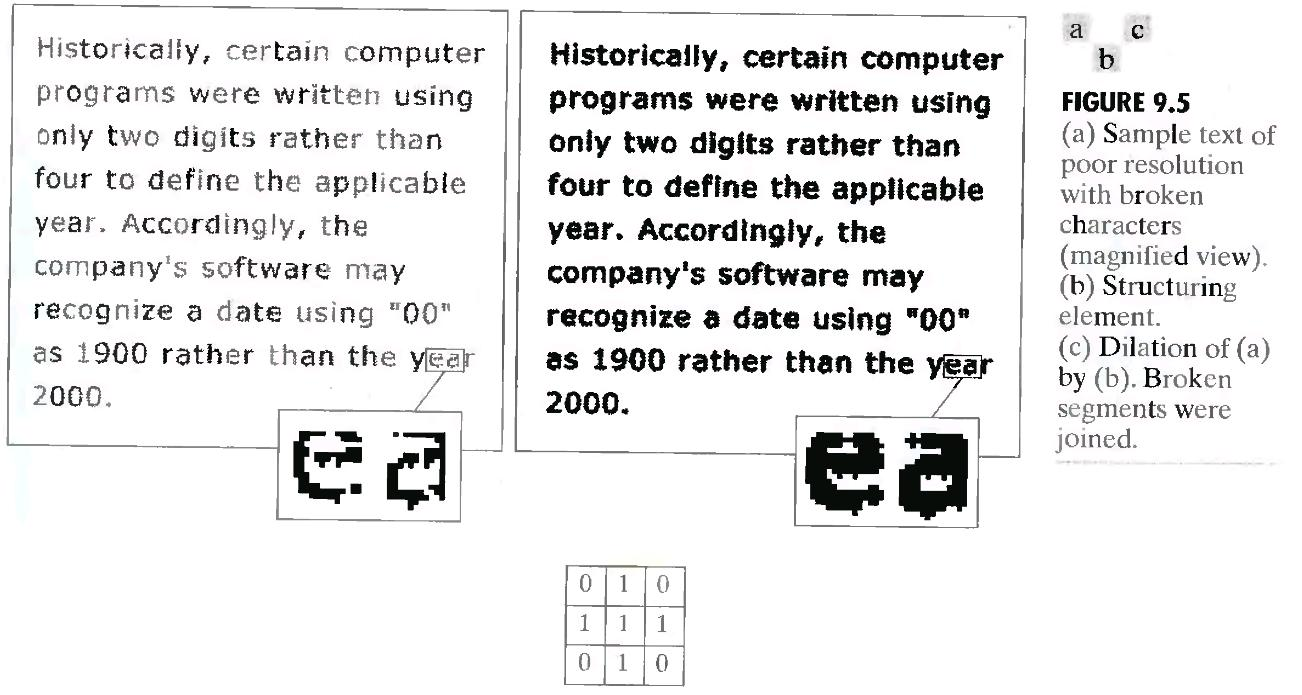 Historically, certain computer
programs were written using
only two digits rather than
four to define the applicable
year. Accordingly, the
company's software may
recognize a date using "00"
as 1900 rather than the year
2000.
e a
Historically, certain computer
programs were written using
only two digits rather than
four to define the applicable
year. Accordingly, the
company's software may
recognize a date using "00"
as 1900 rather than the year
2000.
e a
a c
b
FIGURE 9.5
(a) Sample text of
poor resolution
with broken
characters
(magnified view).
(b) Structuring
element.
(c) Dilation of (a)
by (b). Broken
segments were
joined.
0 1 0
1 1 1
0 1 0